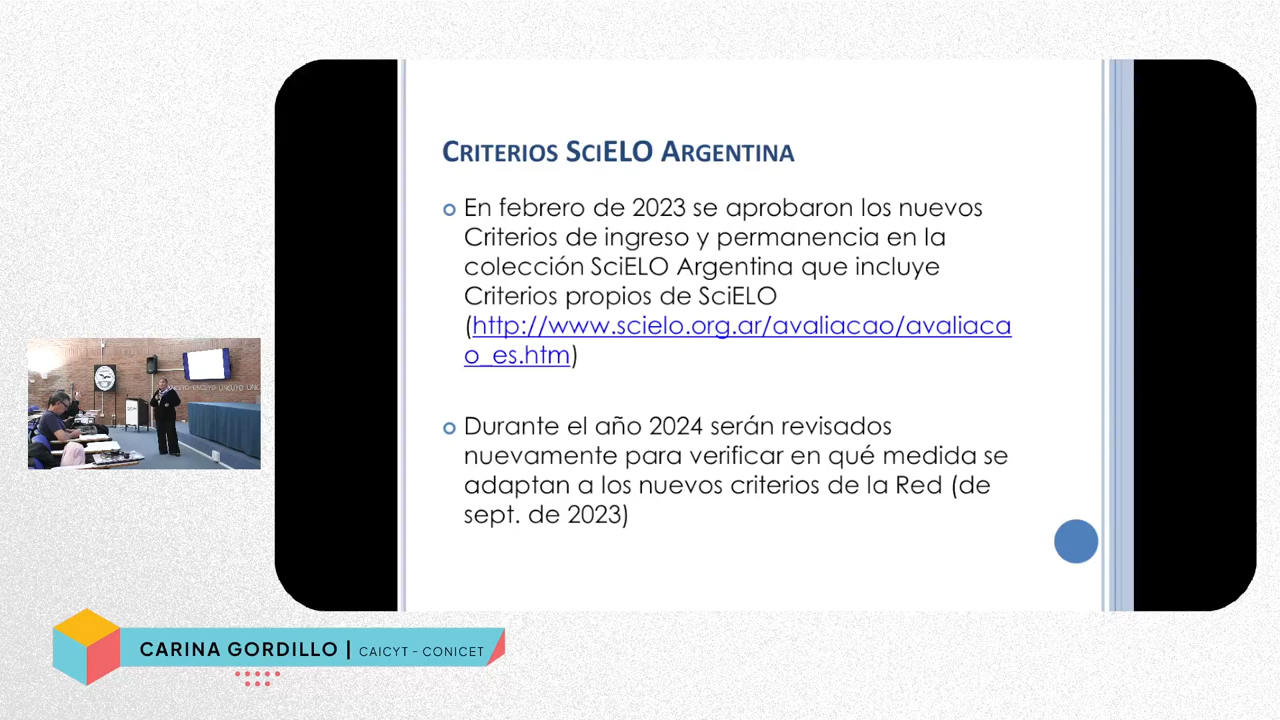 CRITERIOS SCIELO ARGENTINA
En febrero de 2023 se aprobaron los nuevos
Criterios de ingreso y permanencia en la
colección SciELO Argentina que incluye
Criterios propios de SciELO
(http://www.scielo.org.ar/avaliacao/avaliaca
o_es.htm)
Durante el año 2024 serán revisados
nuevamente para verificar en qué medida se
adaptan a los nuevos criterios de la Red (de
sept. de 2023)
CARINA GORDILLO | CAICYT - CONICET